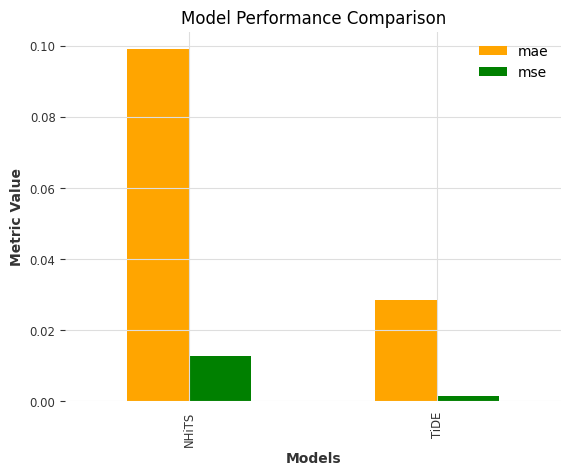 Model Performance Comparison
mae
mse
Metric Value
0.10
0.08
0.06
0.04
0.02
0.00
NHiTS
TiDE
Models